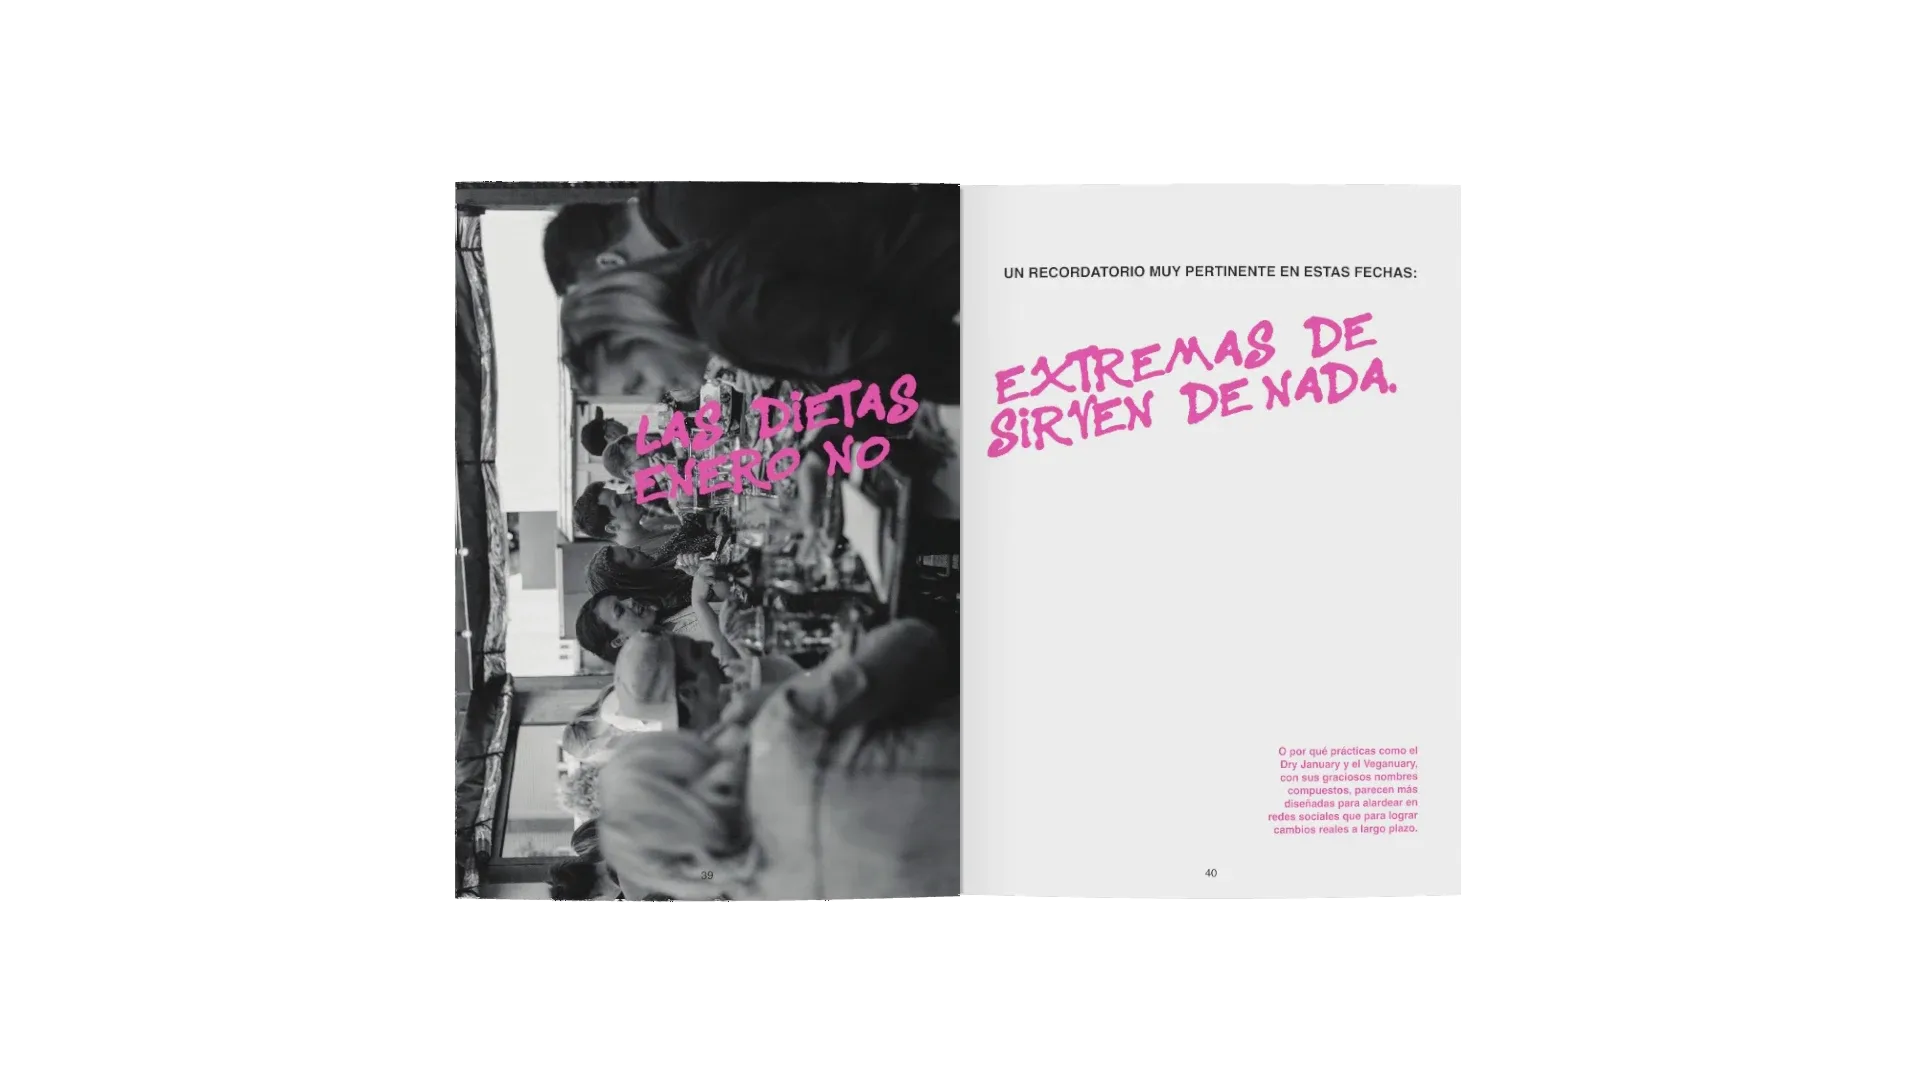 UN RECORDATORIO MUY PERTINENTE EN ESTAS FECHAS:
LAS DIETAS EXTREMAS DE
ENERO NO SIRVEN DE NADA.
O por qué prácticas como el
Dry January y el Veganuary,
con sus graciosos nombres
compuestos, parecen más
diseñadas para alardear en
redes sociales que para lograr
cambios reales a largo plazo.
39
40